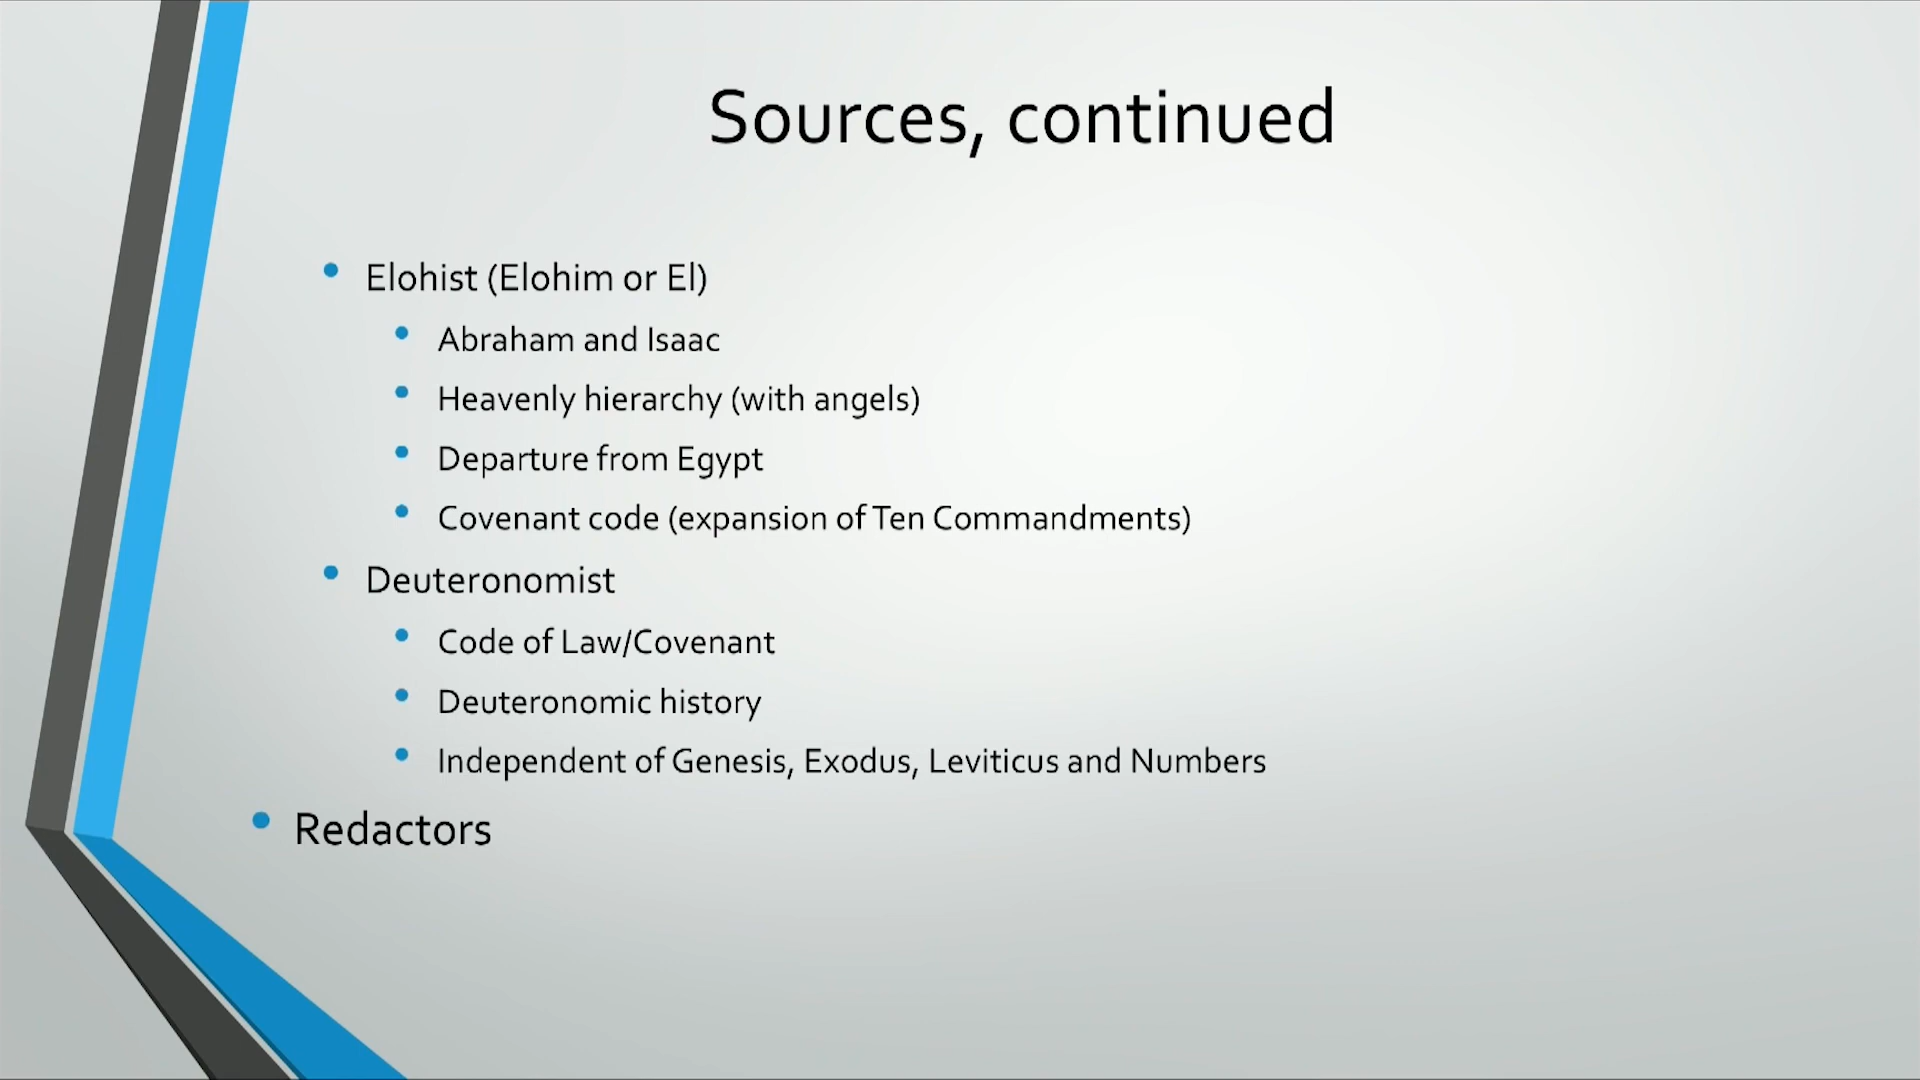 Sources, continued
Elohist (Elohim or El)
Abraham and Isaac
Heavenly hierarchy (with angels)
Departure from Egypt
Covenant code (expansion of Ten Commandments)
Deuteronomist
Code of Law/Covenant
Deuteronomic history
Independent of Genesis, Exodus, Leviticus and Numbers
Redactors